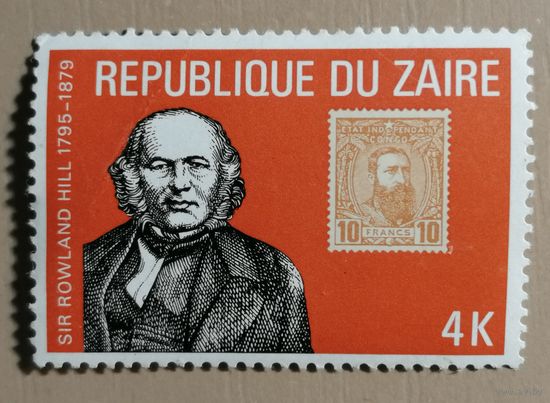 REPUBLIQUE DU ZAIRE
SIR ROWLAND HILL 1795-1879
ETAT INDEPENDANT
CONGO
10 FRANCS 10
4K